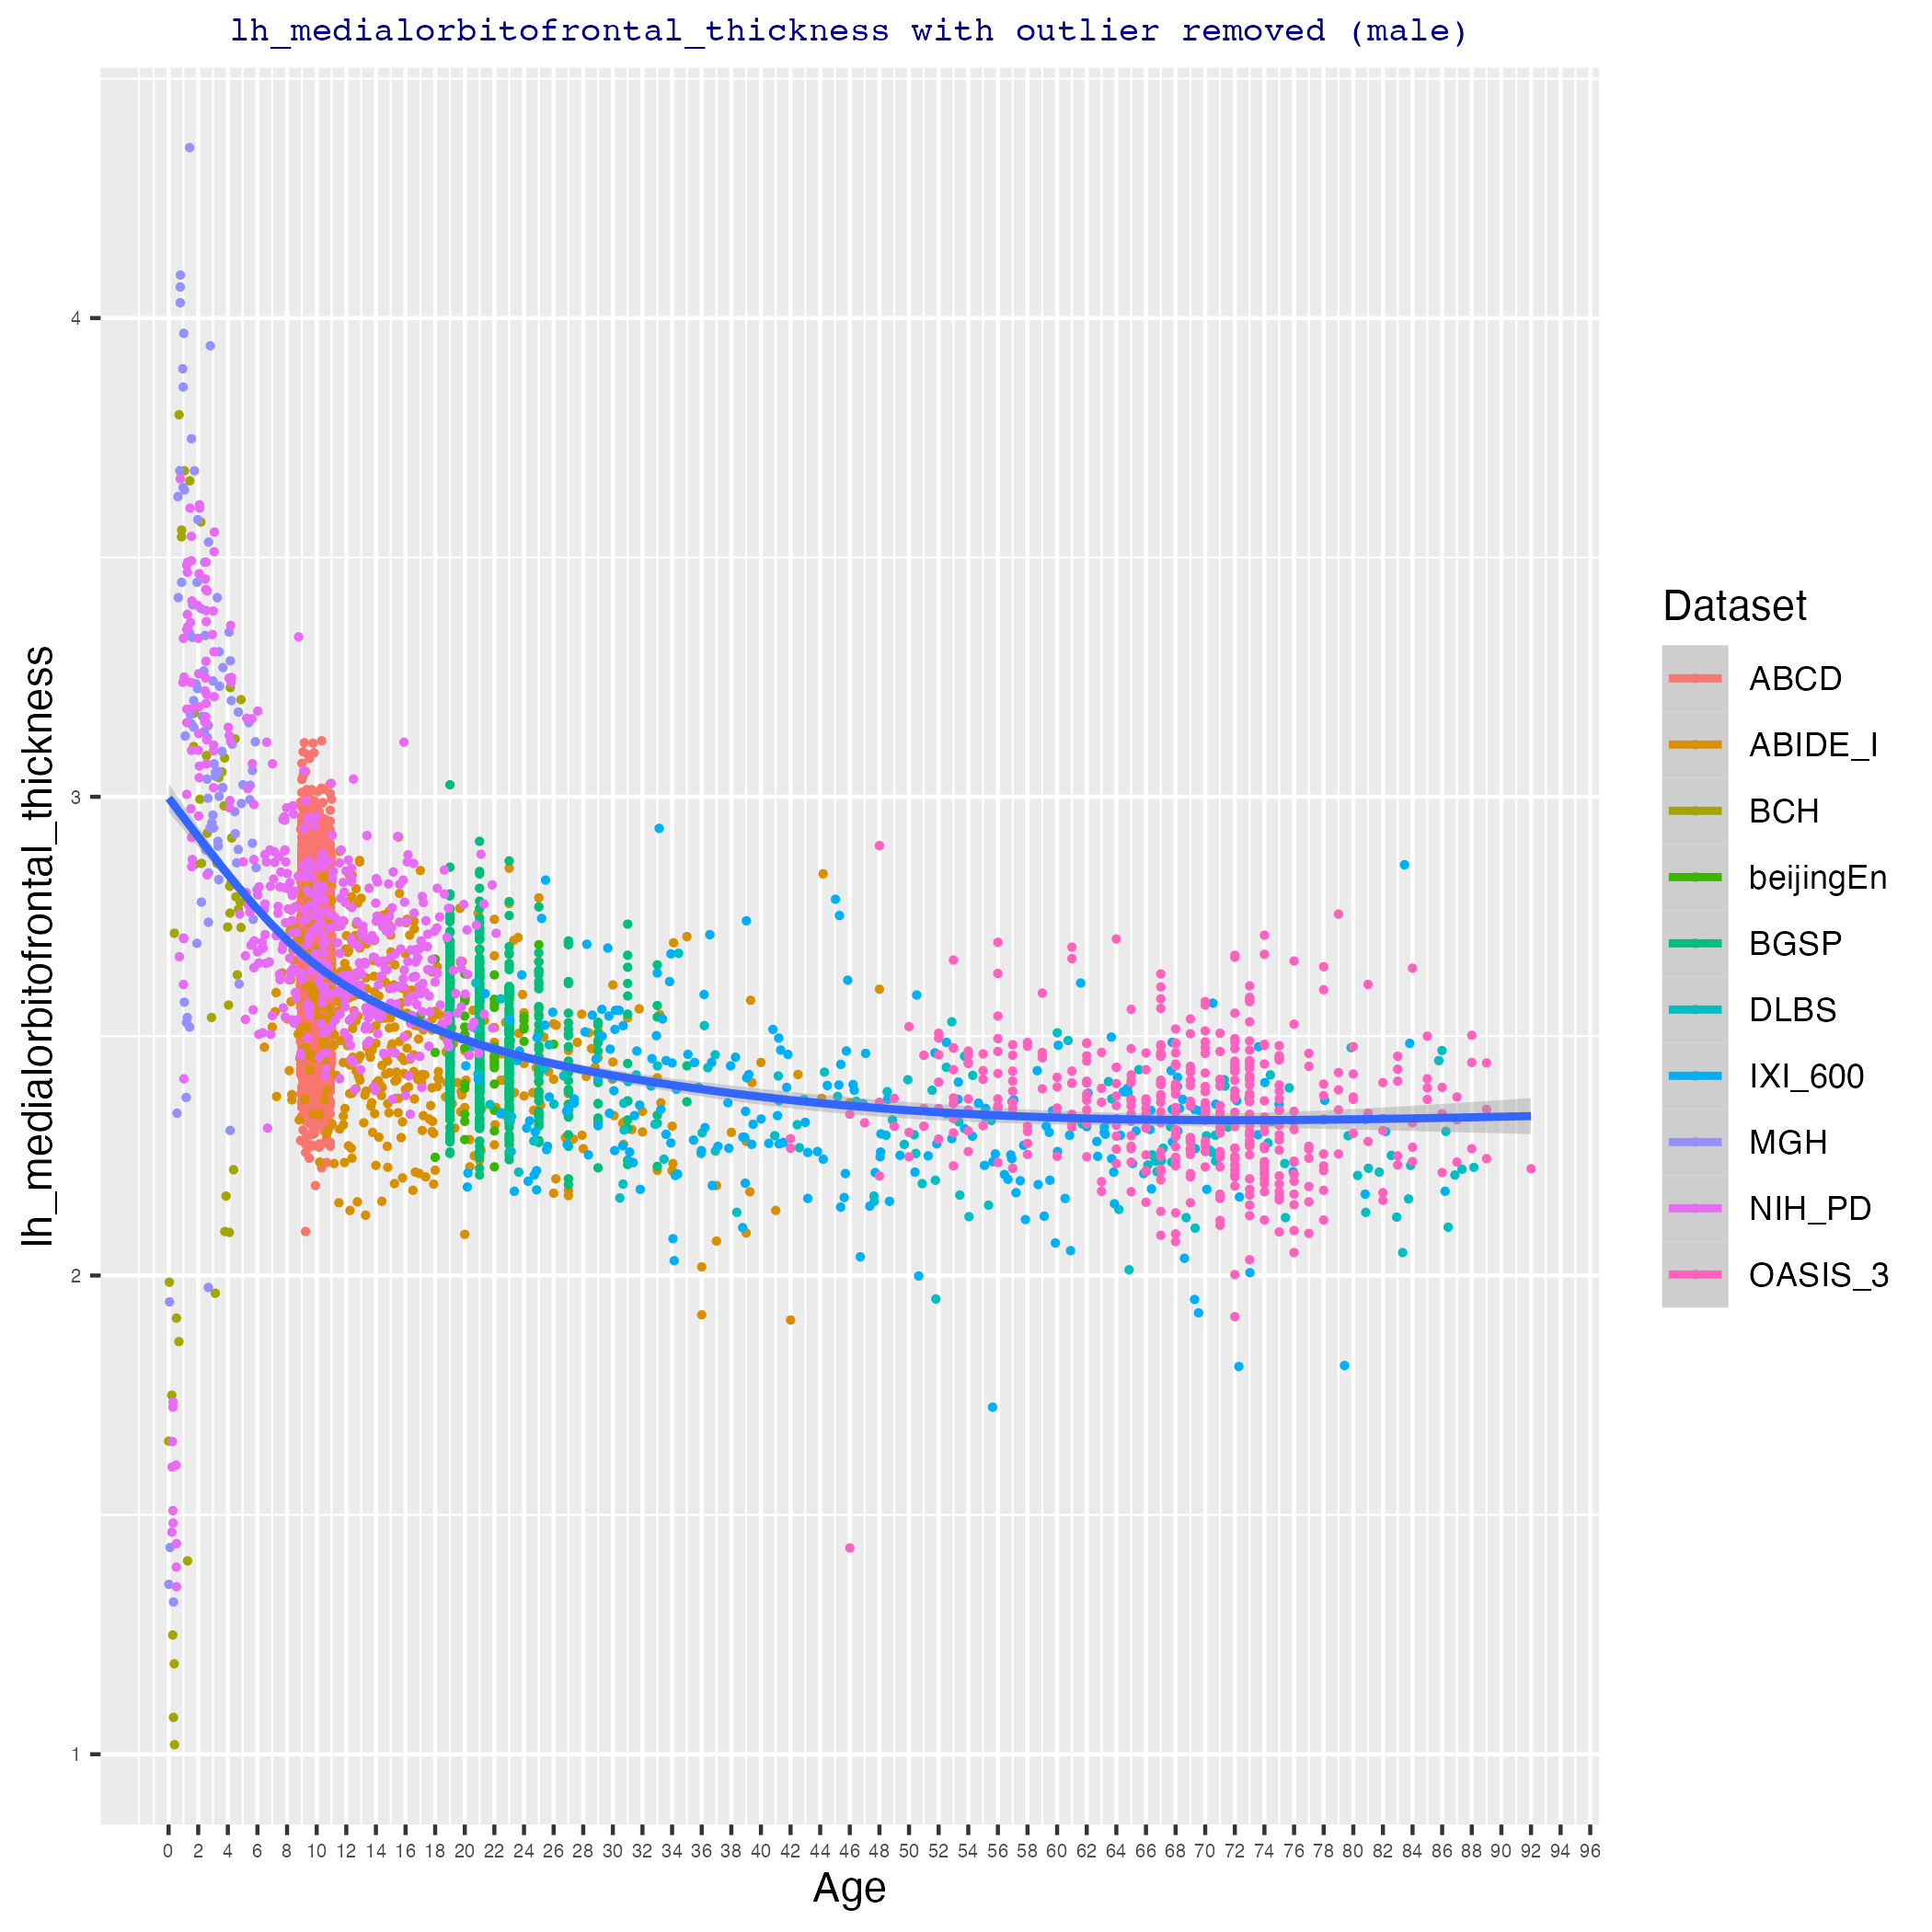 lh_medialorbitofrontal_thickness with outlier removed (male)
lh_medialorbitofrontal_thickness
4
3
2
1
0 2 4 6 8 10 12 14 16 18 20 22 24 26 28 30 32 34 36 38 40 42 44 46 48 50 52 54 56 58 60 62 64 66 68 70 72 74 76 78 80 82 84 86 88 90 92 94 96
Age
Dataset
ABCD
ABIDE_I
BCH
beijingEn
BGSP
DLBS
IXI_600
MGH
NIH_PD
OASIS_3